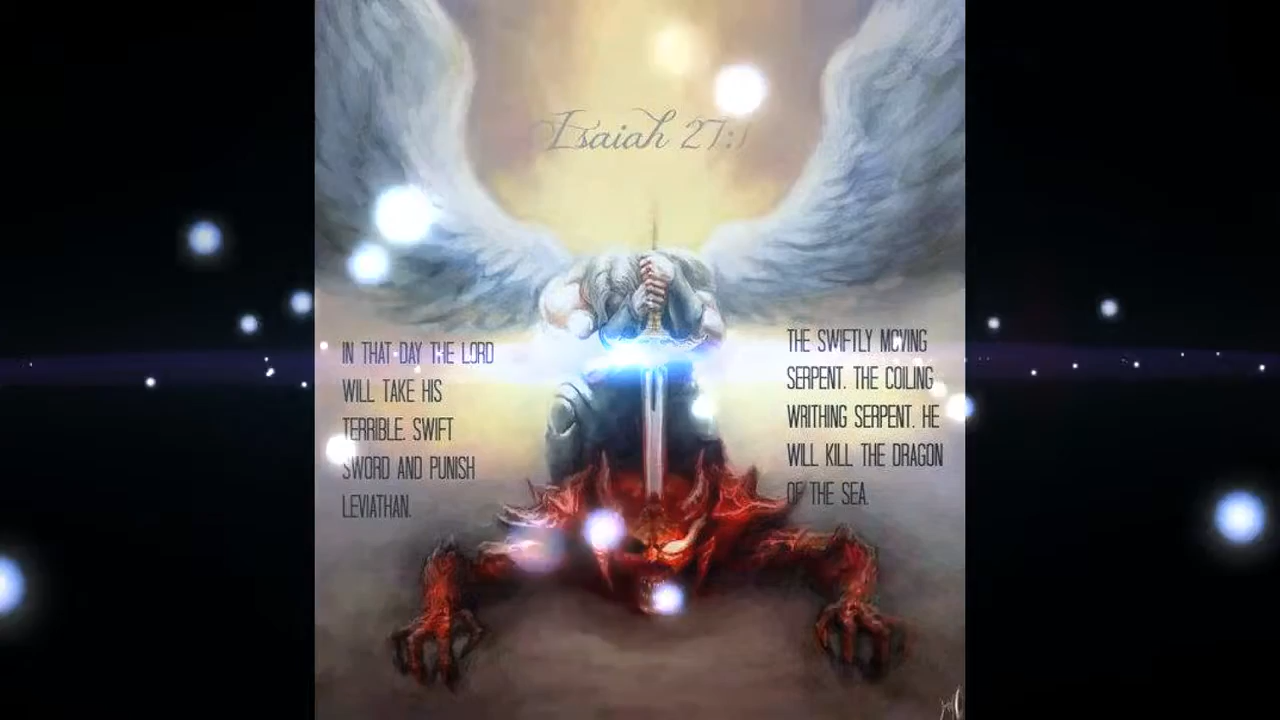 Isaiah 27:1
IN THAT DAY THE LORD
WILL TAKE HIS
TERRIBLE. SWIFT
SWORD AND PUNISH
LEVIATHAN.
THE SWIFTLY MOVING
SERPENT. THE COILING
WRITHING SERPENT. HE
WILL KILL THE DRAGON
OF THE SEA.